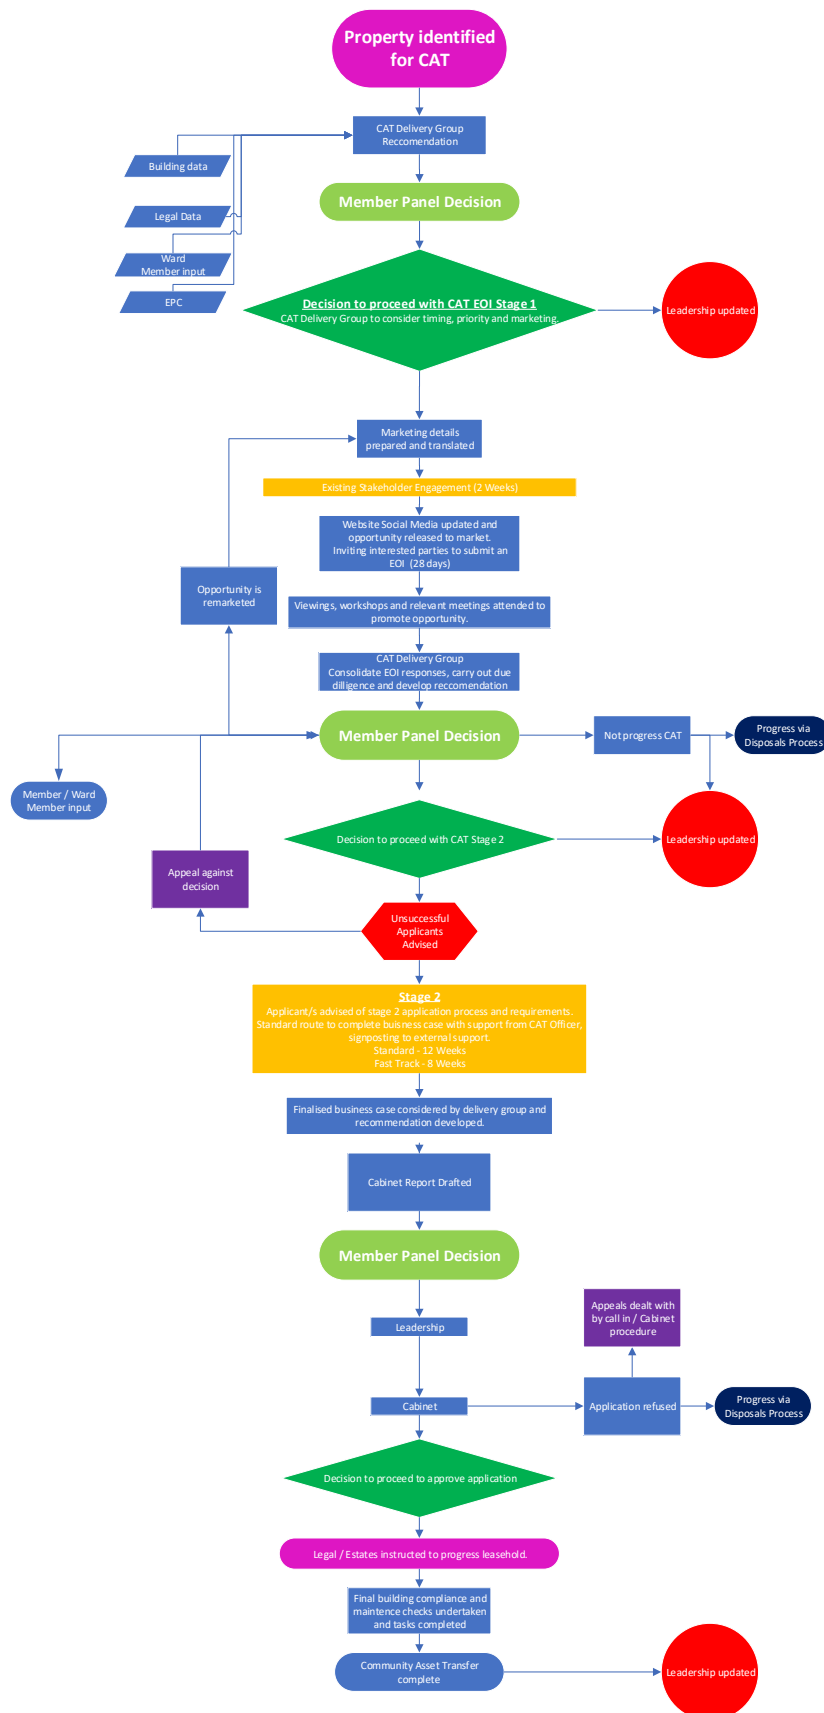 Property identified
for CAT
CAT Delivery Group
Reccomendation
Building data
Legal Data
Ward
Member input
EPC
Member Panel Decision
Decision to proceed with CAT EOI Stage 1
CAT Delivery Group to consider timing, priority and marketing.
Leadership updated
Marketing details
prepared and translated
Existing Stakeholder Engagement (2 Weeks)
Website Social Media updated and
opportunity released to market.
Inviting interested parties to submit an
EOI (28 days)
Opportunity is
remarketed
Viewings, workshops and relevant meetings attended to
promote opportunity.
CAT Delivery Group
Consolidate EOI responses, carry out due
dilligence and develop reccomendation
Member Panel Decision
Not progress CAT
Progress via
Disposals Process
Member / Ward
Member input
Decision to proceed with CAT Stage 2
Leadership updated
Appeal against
decision
Unsuccessful
Applicants
Advised
Stage 2
Applicant/s advised of stage 2 application process and requirements.
Standard route to complete buisness case with support from CAT Officer,
signposting to external support.
Standard - 12 Weeks
Fast Track - 8 Weeks
Finalised business case considered by delivery group and
recommendation developed.
Cabinet Report Drafted
Member Panel Decision
Leadership
Appeals dealt with
by call in / Cabinet
procedure
Cabinet
Application refused
Progress via
Disposals Process
Decision to proceed to approve application
Legal / Estates instructed to progress leasehold.
Final building compliance and
maintence checks undertaken
and tasks completed
Community Asset Transfer
complete
Leadership updated